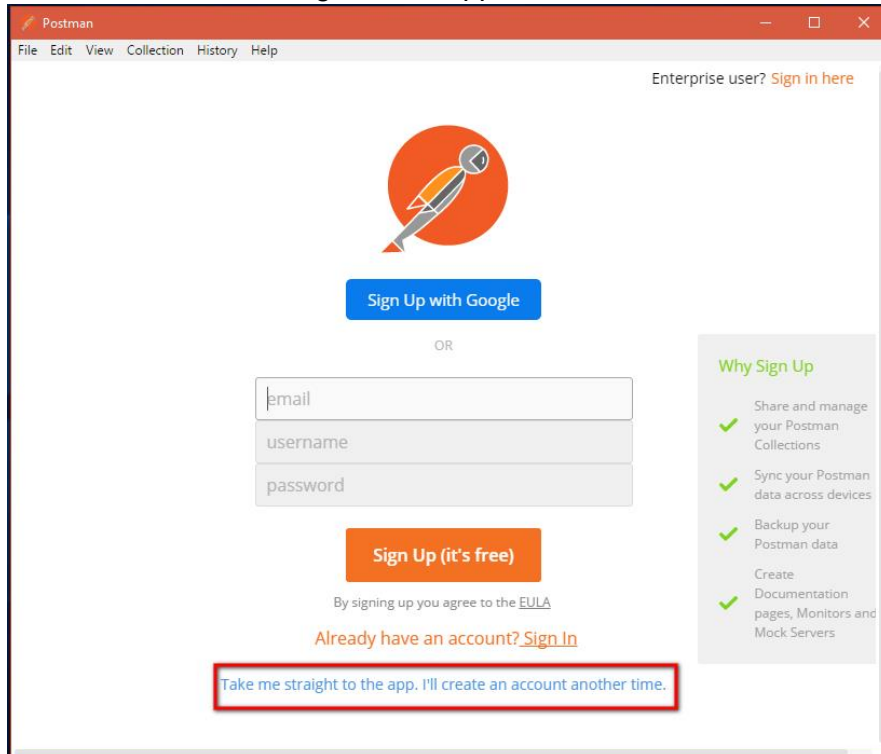 Postman
File Edit View Collection History Help
Enterprise user? Sign in here
Sign Up with Google
OR
email
username
password
Sign Up (it's free)
By signing up you agree to the EULA
Already have an account? Sign In
Take me straight to the app. I'll create an account another time.
Why Sign Up
Share and manage
your Postman
Collections
Sync your Postman
data across devices
Backup your
Postman data
Create
Documentation
pages, Monitors and
Mock Servers